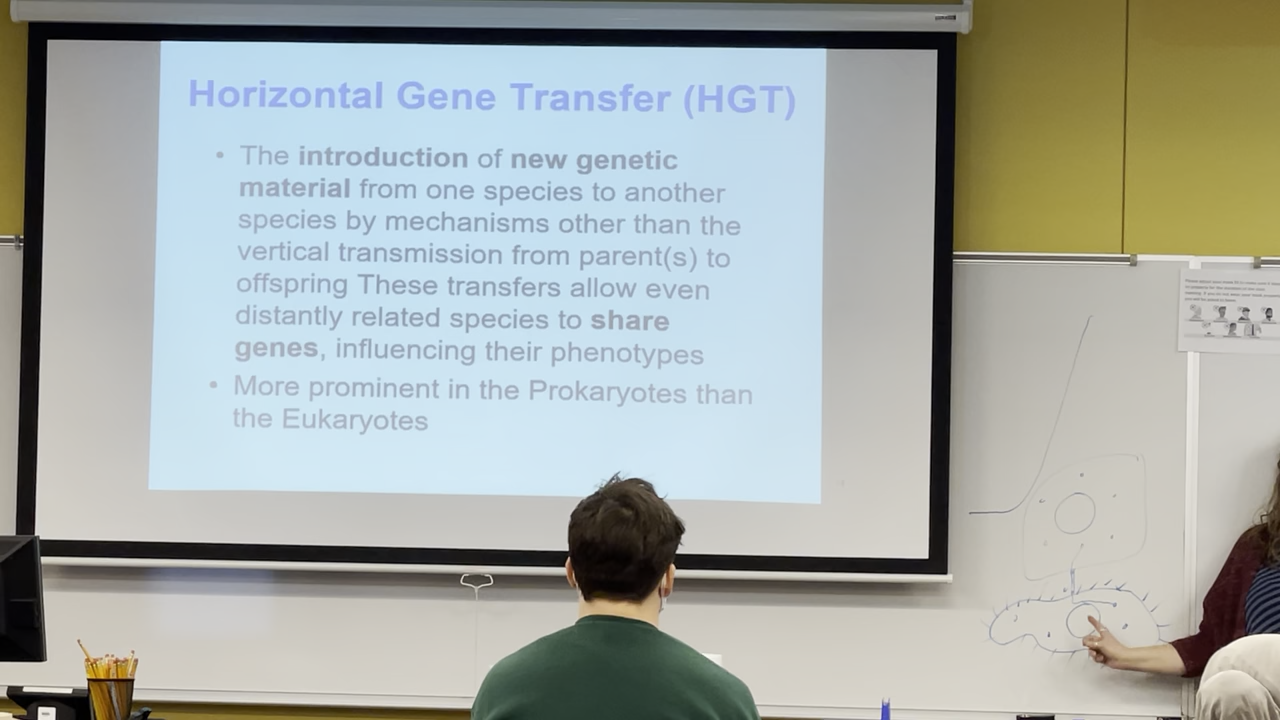 Horizontal Gene Transfer (HGT)
• The introduction of new genetic
material from one species to another
species by mechanisms other than the
vertical transmission from parent(s) to
offspring These transfers allow even
distantly related species to share
genes, influencing their phenotypes
• More prominent in the Prokaryotes than
the Eukaryotes